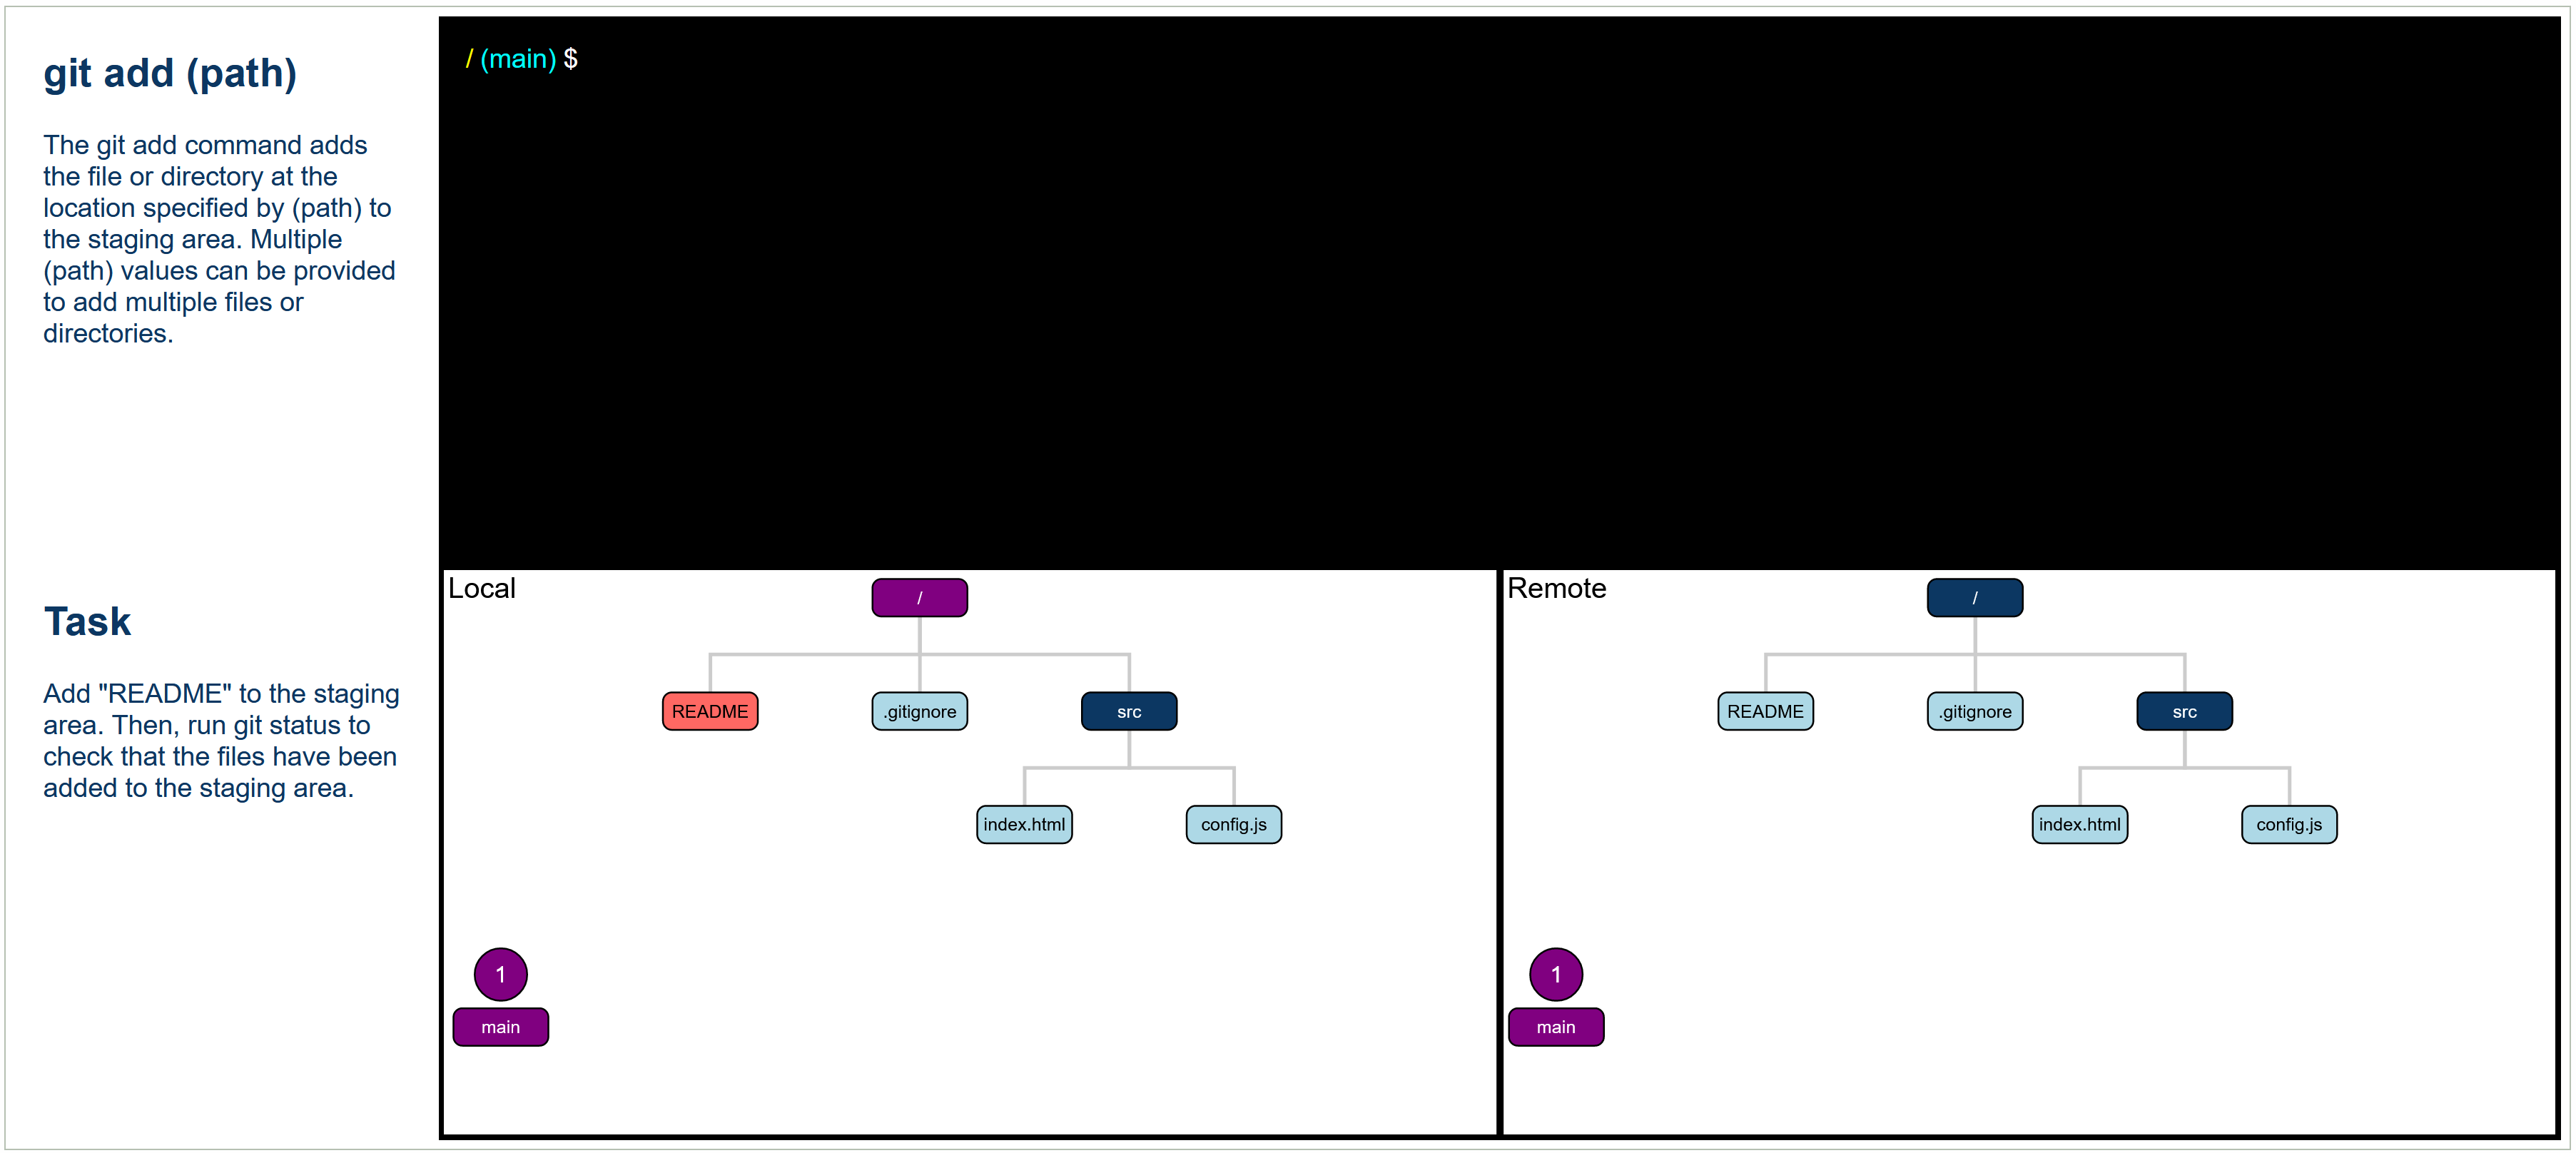 git add (path)
The git add command adds
the file or directory at the
location specified by (path) to
the staging area. Multiple
(path) values can be provided
to add multiple files or
directories.
Task
Add "README" to the staging
area. Then, run git status to
check that the files have been
added to the staging area.
/ (main) $
Local
/
README
.gitignore
src
index.html
config.js
1
main
Remote
/
README
.gitignore
src
index.html
config.js
1
main